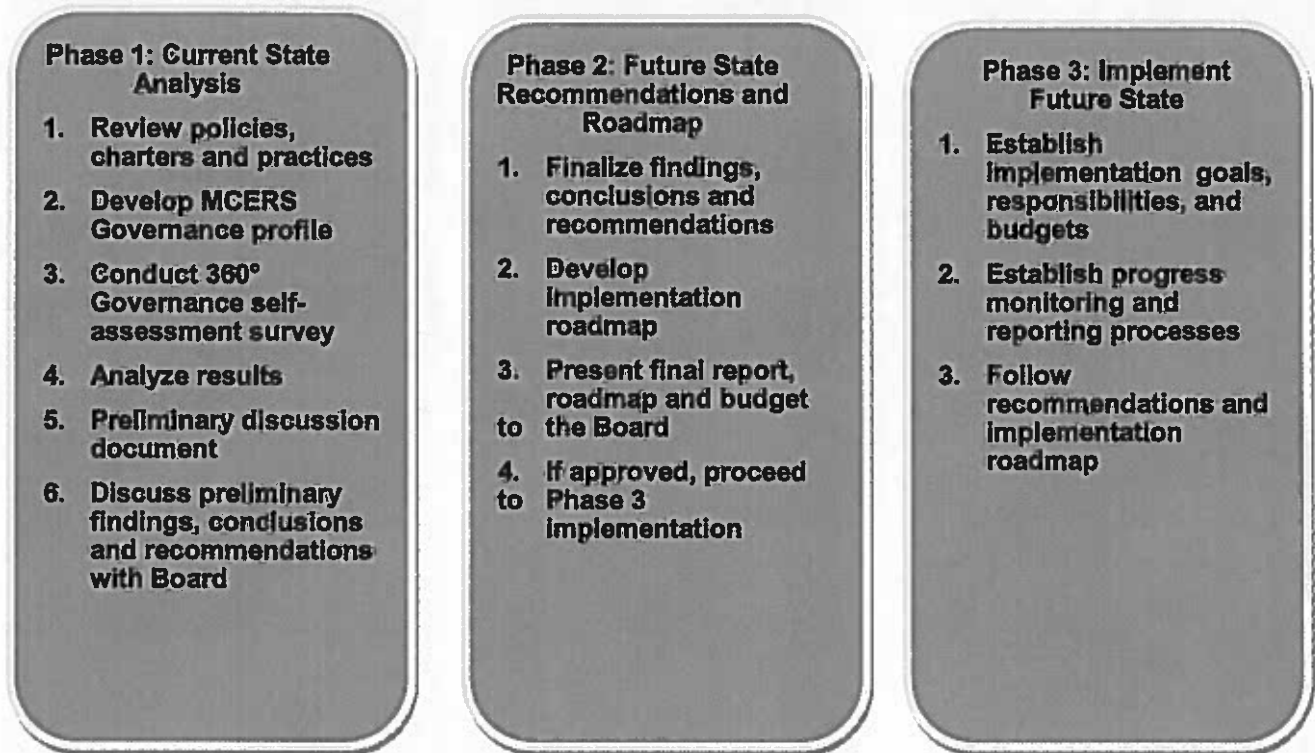 Phase 1: Current State
Analysis
1. Review policies,
charters and practices
2. Develop MCERS
Governance profile
3. Conduct 360°
Governance self-
assessment survey
4. Analyze results
5. Preliminary discussion
document
6. Discuss preliminary
findings, conclusions
and recommendations
with Board
Phase 2: Future State
Recommendations and
Roadmap
1. Finalize findings,
conclusions and
recommendations
2. Develop
implementation
roadmap
3. Present final report,
roadmap and budget
to the Board
4. If approved, proceed
to Phase 3
implementation
Phase 3: Implement
Future State
1. Establish
implementation goals,
responsibilities, and
budgets
2. Establish progress
monitoring and
reporting processes
3. Follow
recommendations and
implementation
roadmap